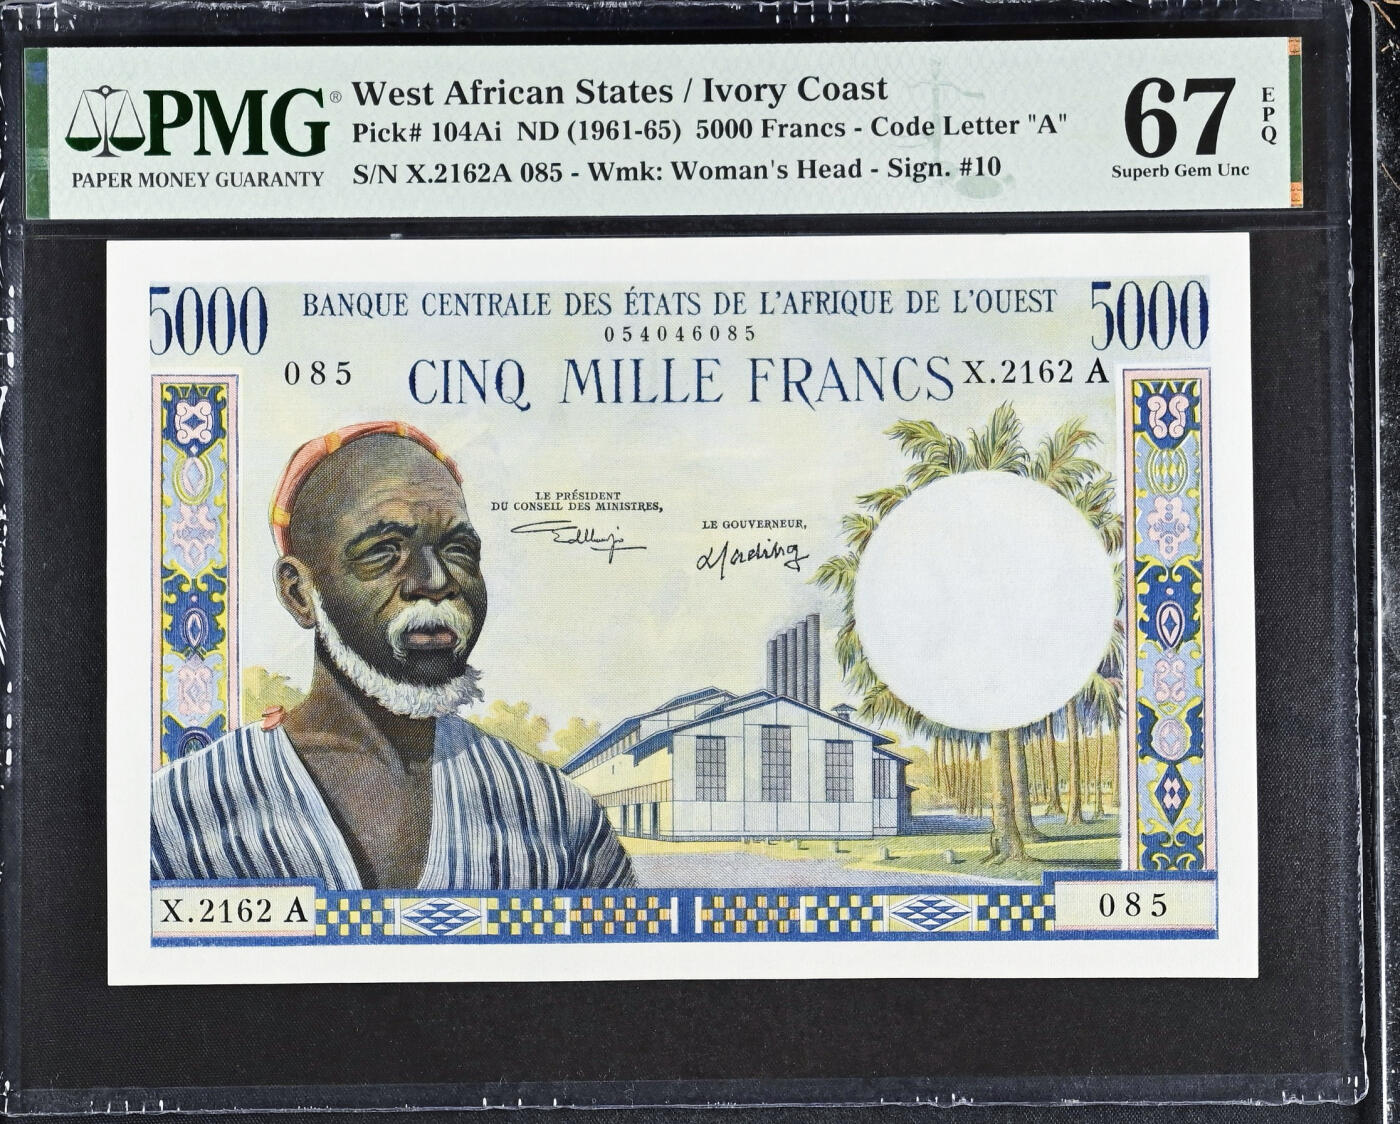 PMG®
PAPER MONEY GUARANTY
West African States / Ivory Coast
Pick# 104Ai ND (1961-65) 5000 Francs - Code Letter "A"
S/N X.2162A 085 - Wmk: Woman's Head - Sign. #10
67
EPQ
Superb Gem Unc
5000 BANQUE CENTRALE DES ÉTATS DE L'AFRIQUE DE L'OUEST 5000
054046085
085 CINQ MILLE FRANCS X.2162 A
LE PRÉSIDENT
DU CONSEIL DES MINISTRES,
LE GOUVERNEUR,
X.2162 A
085